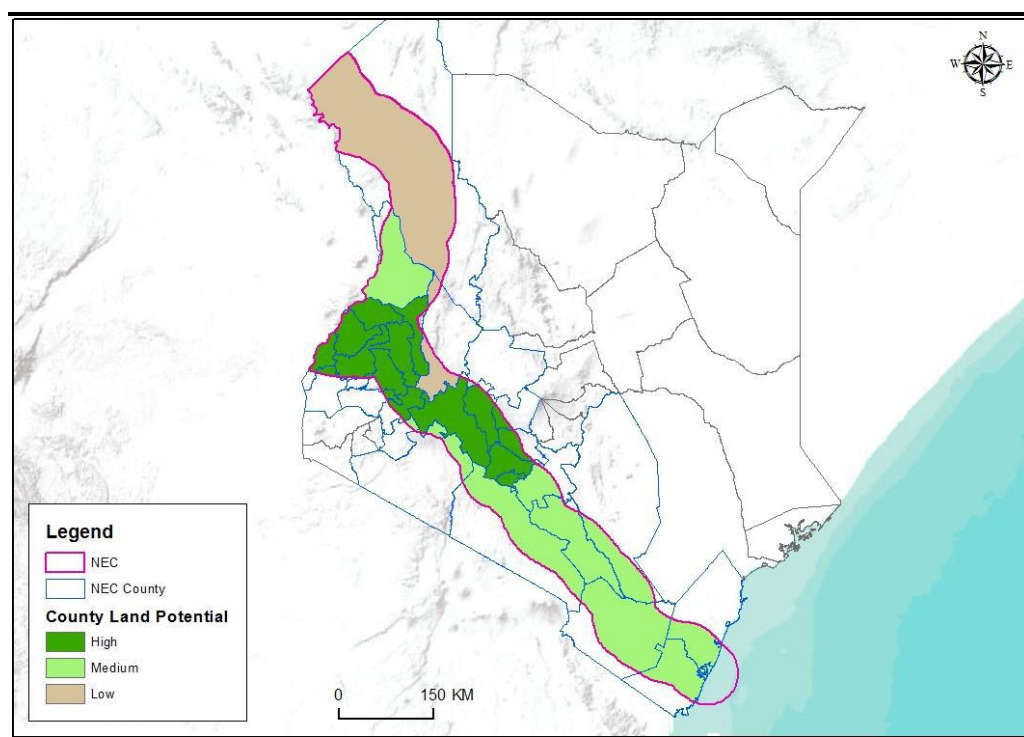 N
W E
S
Legend
NEC
NEC County
County Land Potential
High
Medium
Low
0 150 KM